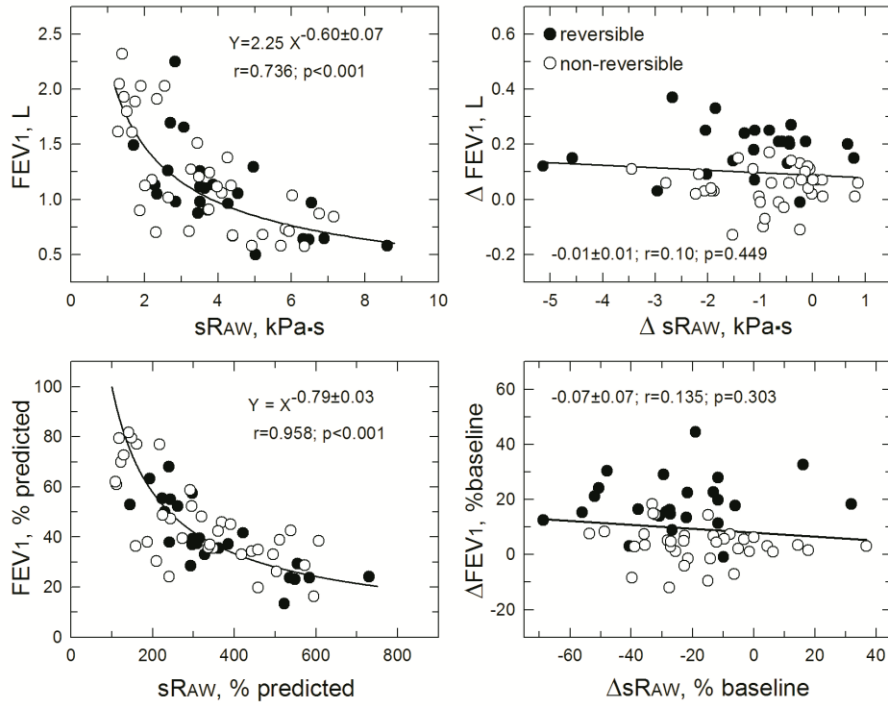 2.5
2.0
1.5
1.0
0.5
FEV1, L
Y=2.25 X-0.60±0.07
r=0.736; p<0.001
0 2 4 6 8 10
sRAW, kPa•s
0.6
0.4
0.2
0.0
-0.2
Δ FEV1, L
reversible
non-reversible
-0.01±0.01; r=0.10; p=0.449
-5 -4 -3 -2 -1 0 1
Δ sRAW, kPa•s
100
80
60
40
20
0
FEV1, % predicted
Y = X-0.79±0.03
r=0.958; p<0.001
0 200 400 600 800
sRAW, % predicted
60
40
20
0
-20
ΔFEV1, %baseline
-0.07±0.07; r=0.135; p=0.303
-60 -40 -20 0 20 40
ΔsRAW, % baseline